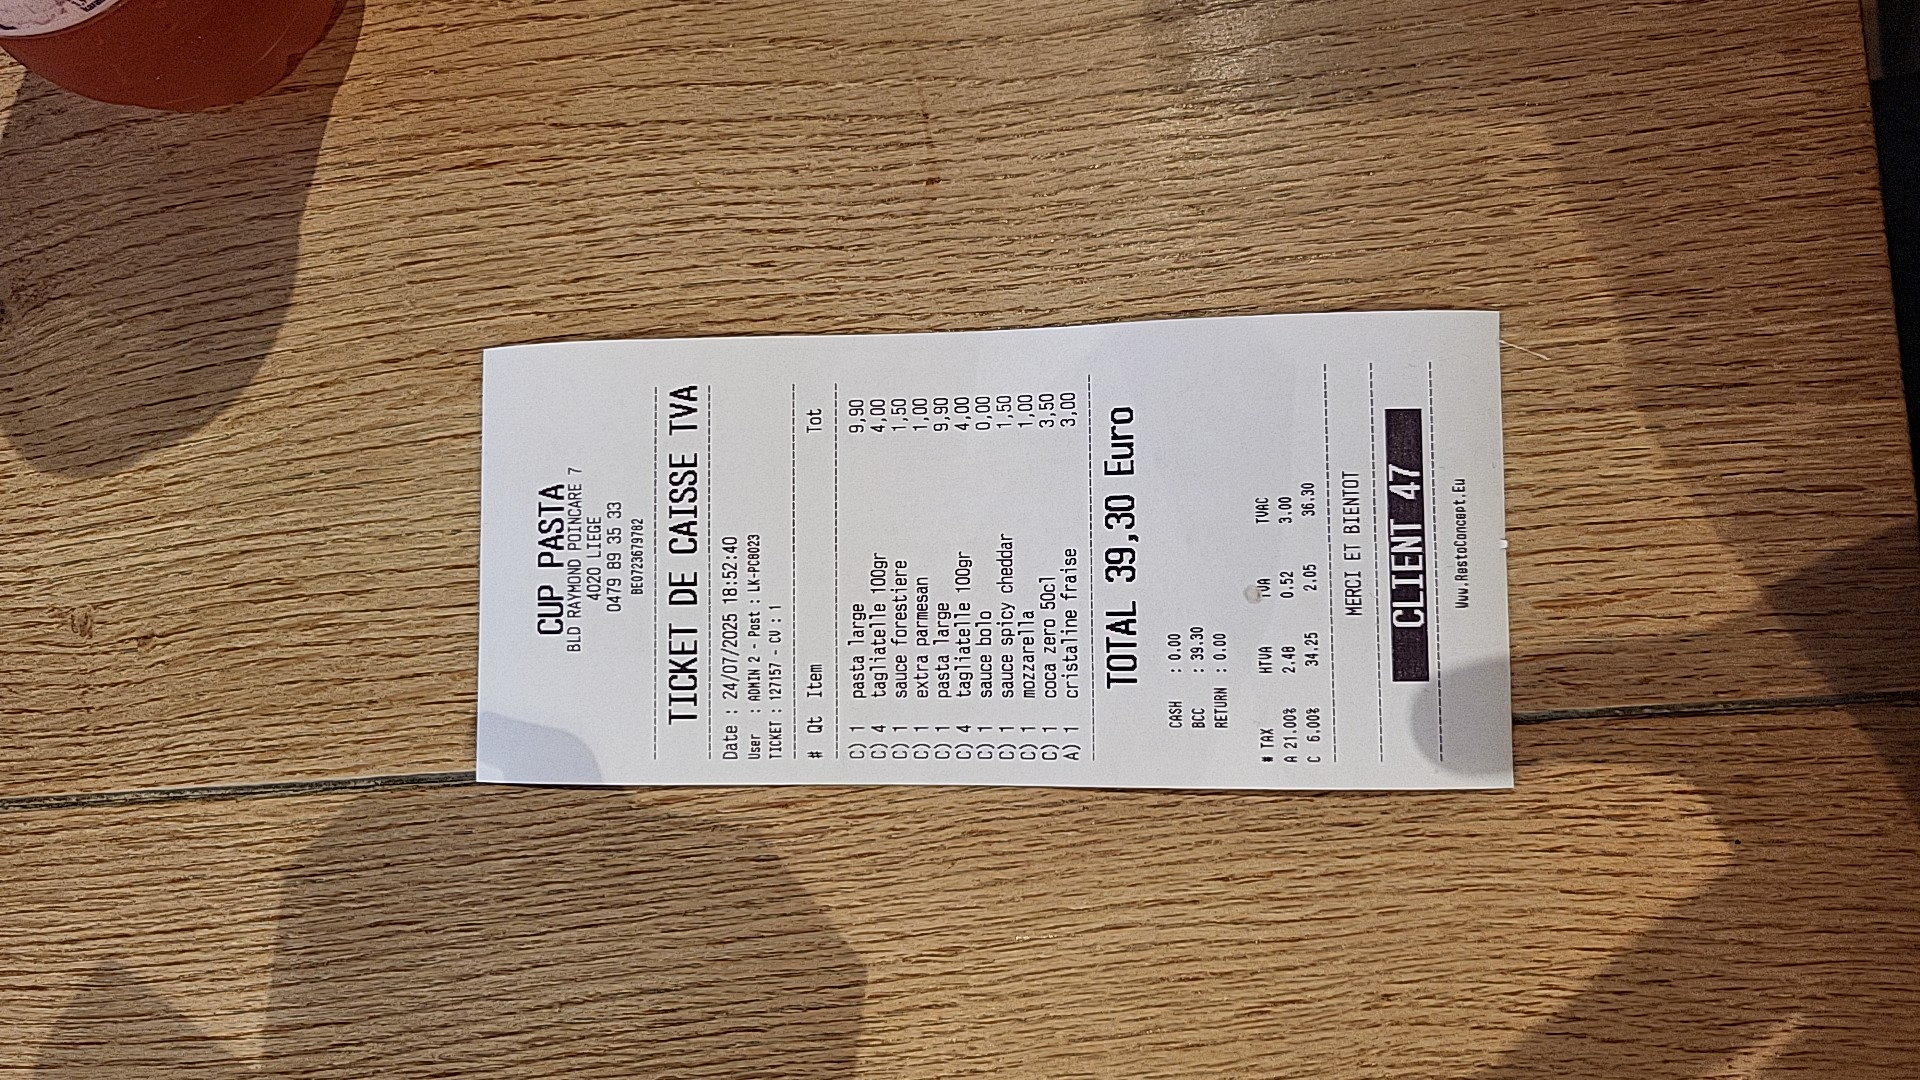 CUP PASTA
BLD RAYMOND POINCARE 7
4020 LIEGE
0479 89 35 33
BE0723679782
TICKET DE CAISSE TVA
Date : 24/07/2025 18:52:40
User : ADMIN 2 - Post : LK-PC8023
TICKET : 127157 - CV : 1
# Qt Item Tot
C) 1 pasta large 9,90
C) 4 tagliatelle 100gr 4,00
C) 1 sauce forestiere 1,50
C) 1 extra parmesan 1,00
C) 1 pasta large 9,90
C) 4 tagliatelle 100gr 4,00
C) 1 sauce bolo 0,00
C) 1 sauce spicy cheddar 1,50
C) 1 mozzarella 1,00
C) 1 coca zero 50cl 3,50
A) 1 cristaline fraise 3,00
TOTAL 39,30 Euro
CASH : 0.00
BCC : 39.30
RETURN : 0.00
# TAX HTVA TVA TVAC
A 21.00% 2.48 0.52 3.00
C 6.00% 34.25 2.05 36.30
MERCI ET BIENTOT
CLIENT 47
Www.RestoConcept.Eu